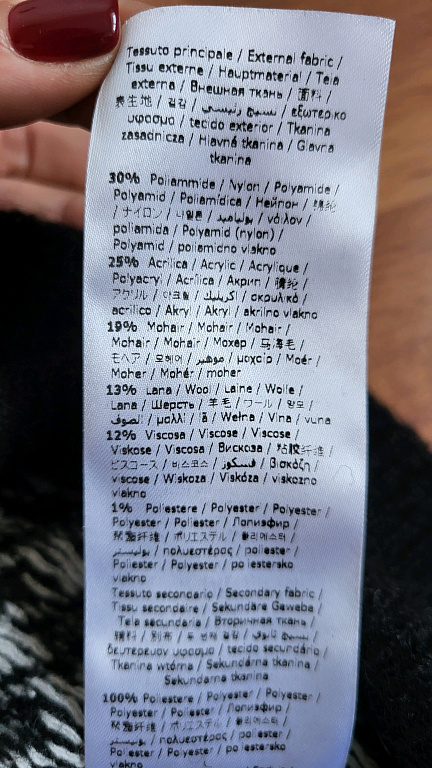 Tessuto principale / External fabric /
Tissu externe / Hauptmaterial / Tela
externa / Внешная ткань / 面料 /
表生地 / 겉감 / نسيج رئيسي / εξωτερικο
υφασμα / tecido exterior / Tkanina
zasadnicza / Hlavná tkanina / Glavna
tkanina
30% Poliammide / Nylon / Polyamide /
Polyamid / Poliamídica / Нейлон / 锦纶
/ ナイロン / 나일론 / بولياميد / νάιλον /
poliamida / Polyamid (nylon) /
Polyamid / poliamidno vlakno
25% Acrilica / Acrylic / Acrylique /
Polyacryl / Acrílica / Акрил / 腈纶 /
アクリル / 아크릴 / اكريليك / ακρυλικό /
acrílico / Akryl / Akryl / akrilno vlakno
19% Mohair / Mohair / Mohair /
Mohair / Mohair / Мохер / 马海毛 /
モヘア / 모헤어 / موهير / μοχαίρ / Moér /
Moher / Mohér / moher
13% Lana / Wool / Laine / Wolle /
Lana / Шерсть / 羊毛 / ウール / 양모 /
الصوف / μαλλί / lã / Wełna / Vlna / vuna
12% Viscosa / Viscose / Viscose /
Viskose / Viscosa / Вискоза / 粘胶纤维 /
ビスコース / 비스코스 / فسكوز / βισκόζη /
viscose / Wiskoza / Viskóza / viskozno
vlakno
1% Poliestere / Polyester / Polyester /
Polyester / Poliester / Полиэфир /
聚酯纤维 / ポリエステル / 폴리에스터 /
بوليستر / πολυεστέρας / poliester /
Poliester / Polyester / poliestersko
vlakno
Tessuto secondario / Secondary fabric /
Tissu secondaire / Sekundäre Gewebe /
Tela secundaria / Вторичная ткань /
辅料 / 別布 / 두 번째 겉감 / نسيج ثانوي /
δευτερευον υφασμα / tecido secundário /
Tkanina wtórna / Sekundárna tkanina /
Sekundarna tkanina
100% Poliestere / Polyester / Polyester /
Polyester / Poliester / Полиэфир /
聚酯纤维 / ポリエステル / 폴리에스터 /
بوليستر / πολυεστέρας / poliester /
Poliester / Polyester / poliestersko
vlakno